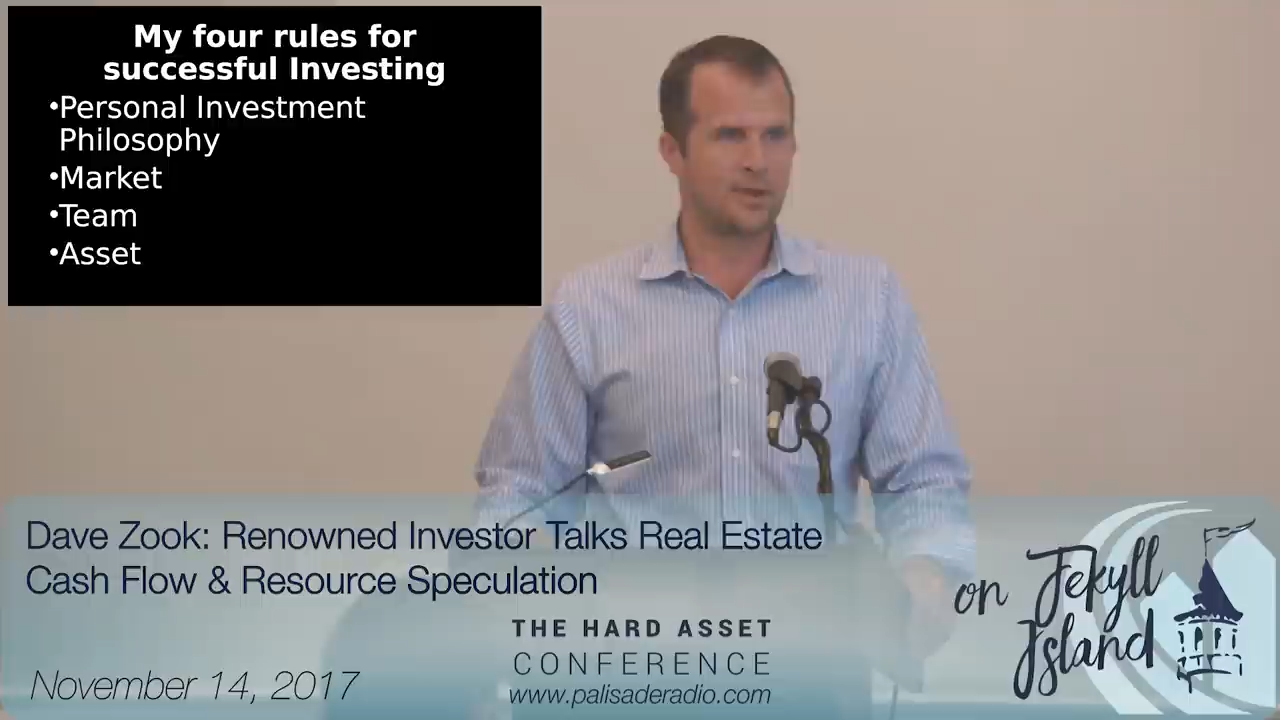 My four rules for
successful Investing
•Personal Investment
Philosophy
•Market
•Team
•Asset
Dave Zook: Renowned Investor Talks Real Estate
Cash Flow & Resource Speculation
on Jekyll
Island
THE HARD ASSET
CONFERENCE
www.palisaderadio.com
November 14, 2017